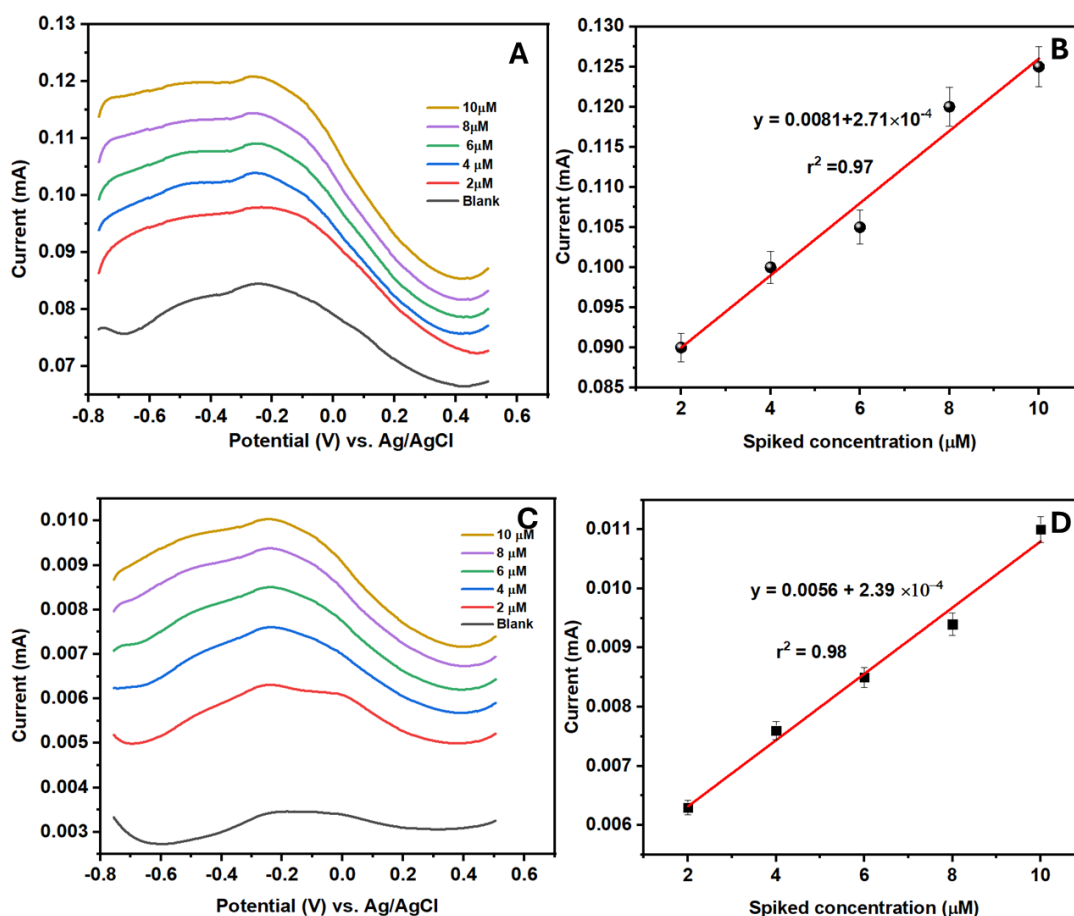 A
0.13
0.12
0.11
0.10
0.09
0.08
0.07
Current (mA)
10μM
8μM
6μM
4 μM
2μM
Blank
-0.8 -0.6 -0.4 -0.2 0.0 0.2 0.4 0.6
Potential (V) vs. Ag/AgCl
B
0.125
0.120
0.115
0.110
0.105
0.100
0.095
0.090
0.085
Current (mA)
y = 0.0081+2.71×10⁻⁴
r² =0.97
2 4 6 8 10
Spiked concentration (μM)
C
0.010
0.009
0.008
0.007
0.006
0.005
0.004
0.003
Current (mA)
10 μM
8 μM
6 μM
4 μM
2 μM
Blank
-0.8 -0.6 -0.4 -0.2 0.0 0.2 0.4 0.6
Potential (V) vs. Ag/AgCl
D
0.011
0.010
0.009
0.008
0.007
0.006
Current (mA)
y = 0.0056 + 2.39 ×10⁻⁴
r² = 0.98
2 4 6 8 10
Spiked concentration (μM)